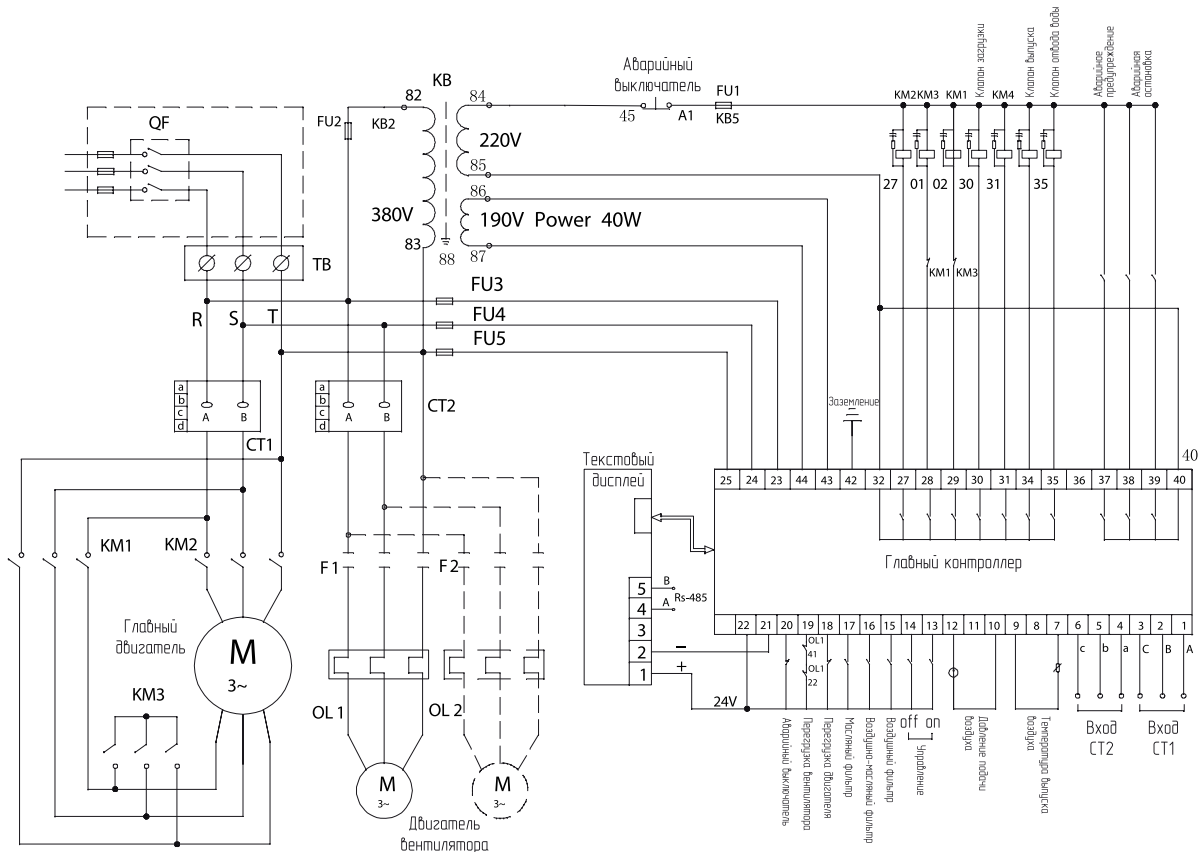 QF
TB
R
S
T
FU2
82
KB2
KB
380V
83
84
220V
85
86
190V Power 40W
87
88
45
Аварийный
выключатель
A1
FU1
KB5
FU3
FU4
FU5
KM2
KM3
KM1
Клапан загрузки
KM4
Клапан выпуска
Клапан отвода воды
Аварийное
предупреждение
Аварийная
остановка
27
01
02
30
31
35
KM1
KM3
a
b
c
d
A
B
CT1
a
b
c
d
A
B
CT2
Заземление
40
Текстовый
дисплей
25
24
23
44
43
42
32
27
28
29
30
31
34
35
36
37
38
39
40
Главный контроллер
5
4
3
2
1
B
A
Rs-485
−
+
24V
22
21
20
19
18
17
16
15
14
13
12
11
10
9
8
7
6
5
4
3
2
1
OL1
41
OL1
22
c
b
a
C
B
A
Аварийный выключатель
Перегрузка вентилятора
Перегрузка двигателя
Масляный фильтр
Воздушно-масляный фильтр
Воздушный фильтр
off on
Управление
Давление подачи
воздуха
Температура выпуска
воздуха
Вход
CT2
Вход
CT1
KM1
KM2
F1
F2
Главный
двигатель
M
3~
KM3
OL 1
OL 2
M
3~
M
3~
Двигатель
вентилятора